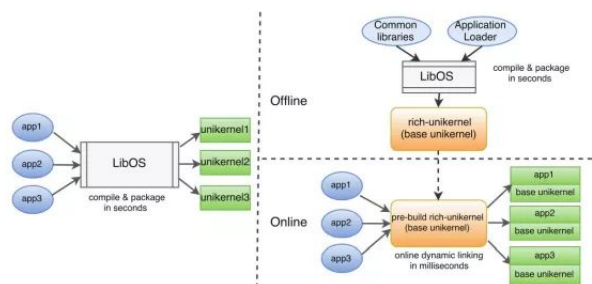 app1
app2
app3
LibOS
compile & package
in seconds
unikernel1
unikernel2
unikernel3
Offline
Common
libraries
Application
Loader
LibOS
compile & package
in seconds
rich-unikernel
(base unikernel)
Online
app1
app2
app3
pre-build rich-unikernel
(base unikernel)
online dynamic linking
in milliseconds
app1
base unikernel
app2
base unikernel
app3
base unikernel